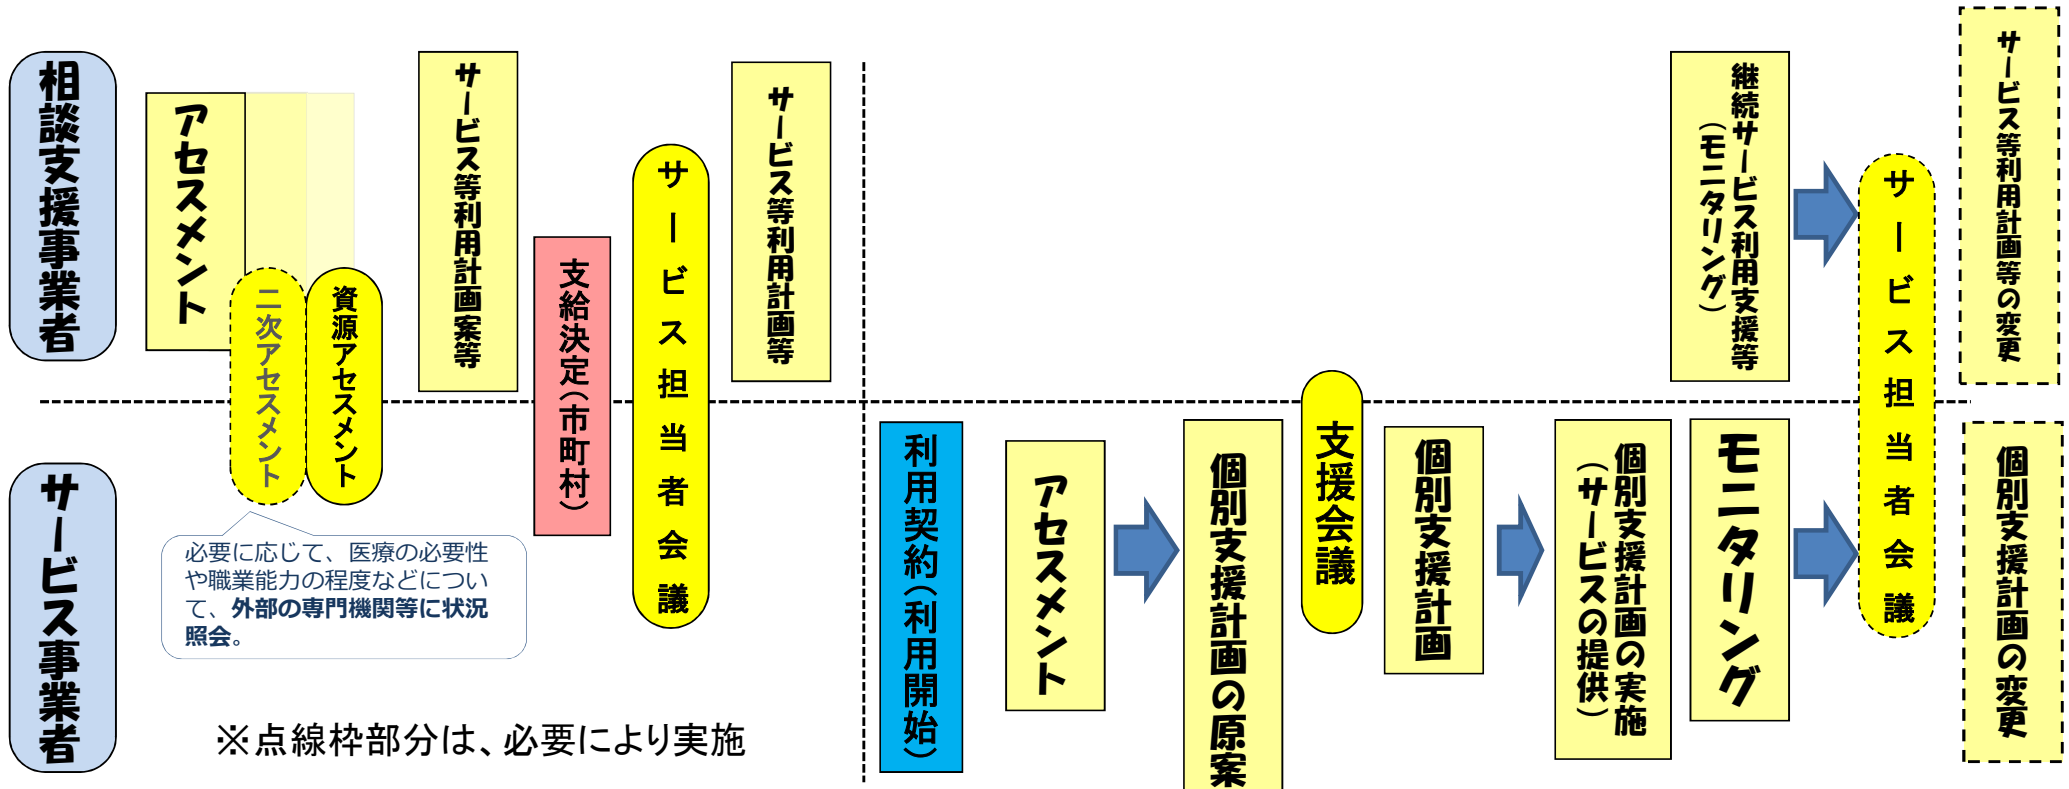 相談支援事業者
アセスメント
二次アセスメント
資源アセスメント
サービス等利用計画案等
支給決定(市町村)
サービス担当者会議
サービス等利用計画等
継続サービス利用支援等
(モニタリング)
サービス担当者会議
サービス等利用計画等の変更
サービス事業者
必要に応じて、医療の必要性
や職業能力の程度などについ
て、外部の専門機関等に状況
照会。
※点線枠部分は、必要により実施
利用契約(利用開始)
アセスメント
個別支援計画の原案
支援会議
個別支援計画
個別支援計画の実施
(サービスの提供)
モニタリング
個別支援計画の変更